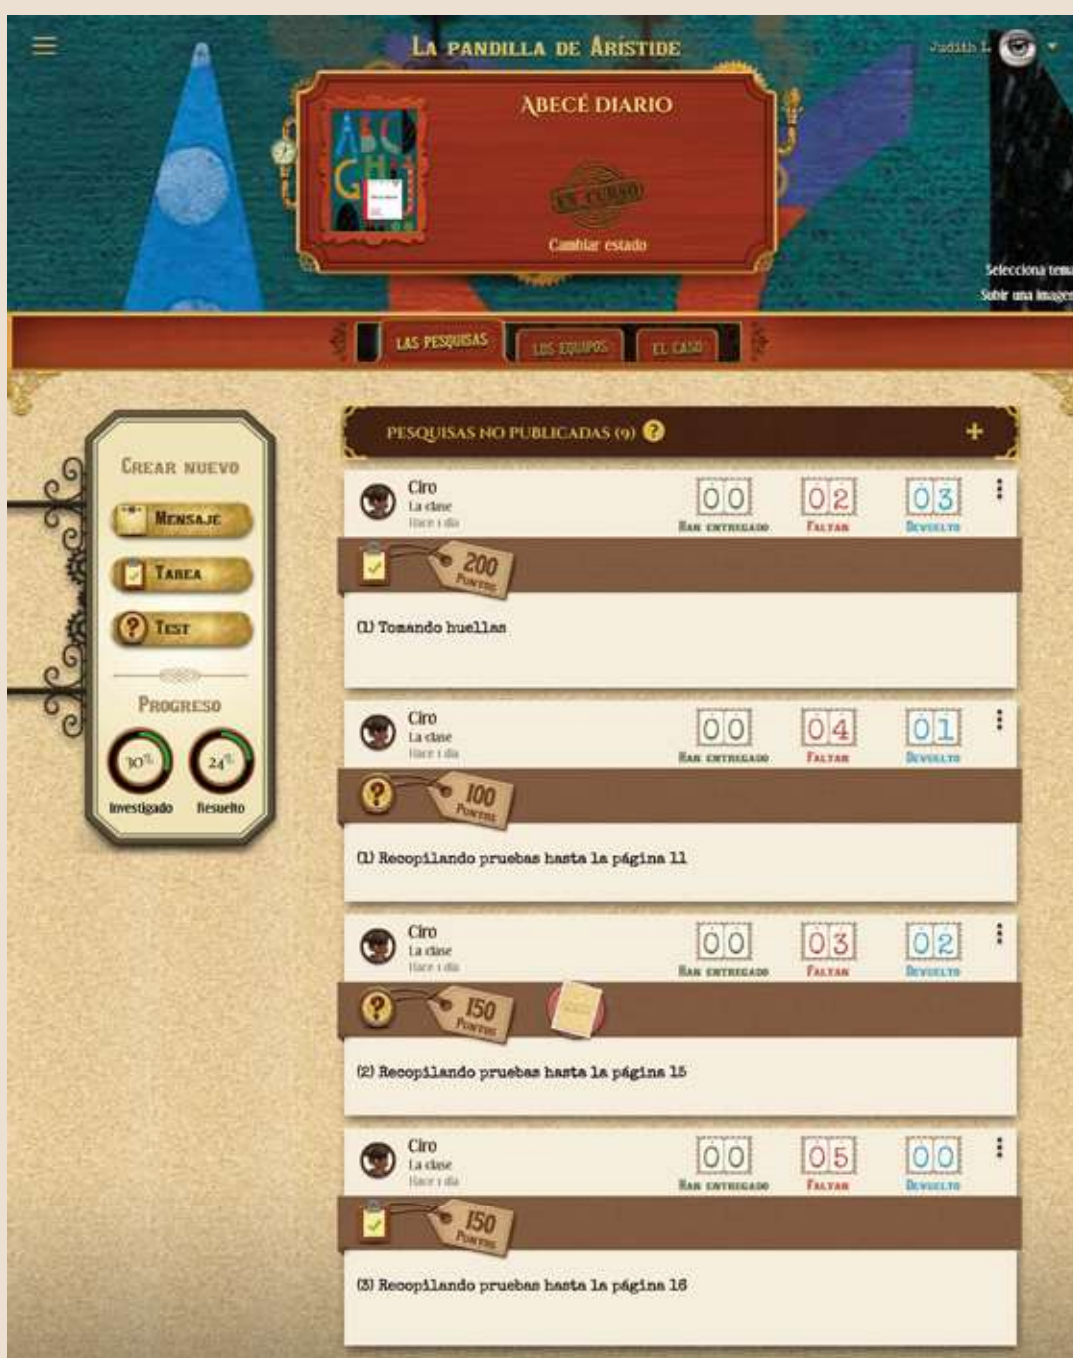 LA PANDILLA DE ARÍSTIDE
Judith L.
ABECÉ DIARIO
EN CURSO
Cambiar estado
Selecciona tema
Subir una imagen
LAS PESQUISAS
LOS EQUIPOS
EL CASO
PESQUISAS NO PUBLICADAS (9) ?
+
CREAR NUEVO
MENSAJE
TAREA
? TEST
PROGRESO
30%
24%
Investigado
Resuelto
Ciro
La clase
Hace 1 día
00
HAN ENTREGADO
02
FALTAN
03
DEVUELTO
200
PUNTOS
(1) Tomando huellas
Ciro
La clase
Hace 1 día
00
HAN ENTREGADO
04
FALTAN
01
DEVUELTO
?
100
PUNTOS
(1) Recopilando pruebas hasta la página 11
Ciro
La clase
Hace 1 día
00
HAN ENTREGADO
03
FALTAN
02
DEVUELTO
?
150
PUNTOS
(2) Recopilando pruebas hasta la página 15
Ciro
La clase
Hace 1 día
00
HAN ENTREGADO
05
FALTAN
00
DEVUELTO
150
PUNTOS
(3) Recopilando pruebas hasta la página 16